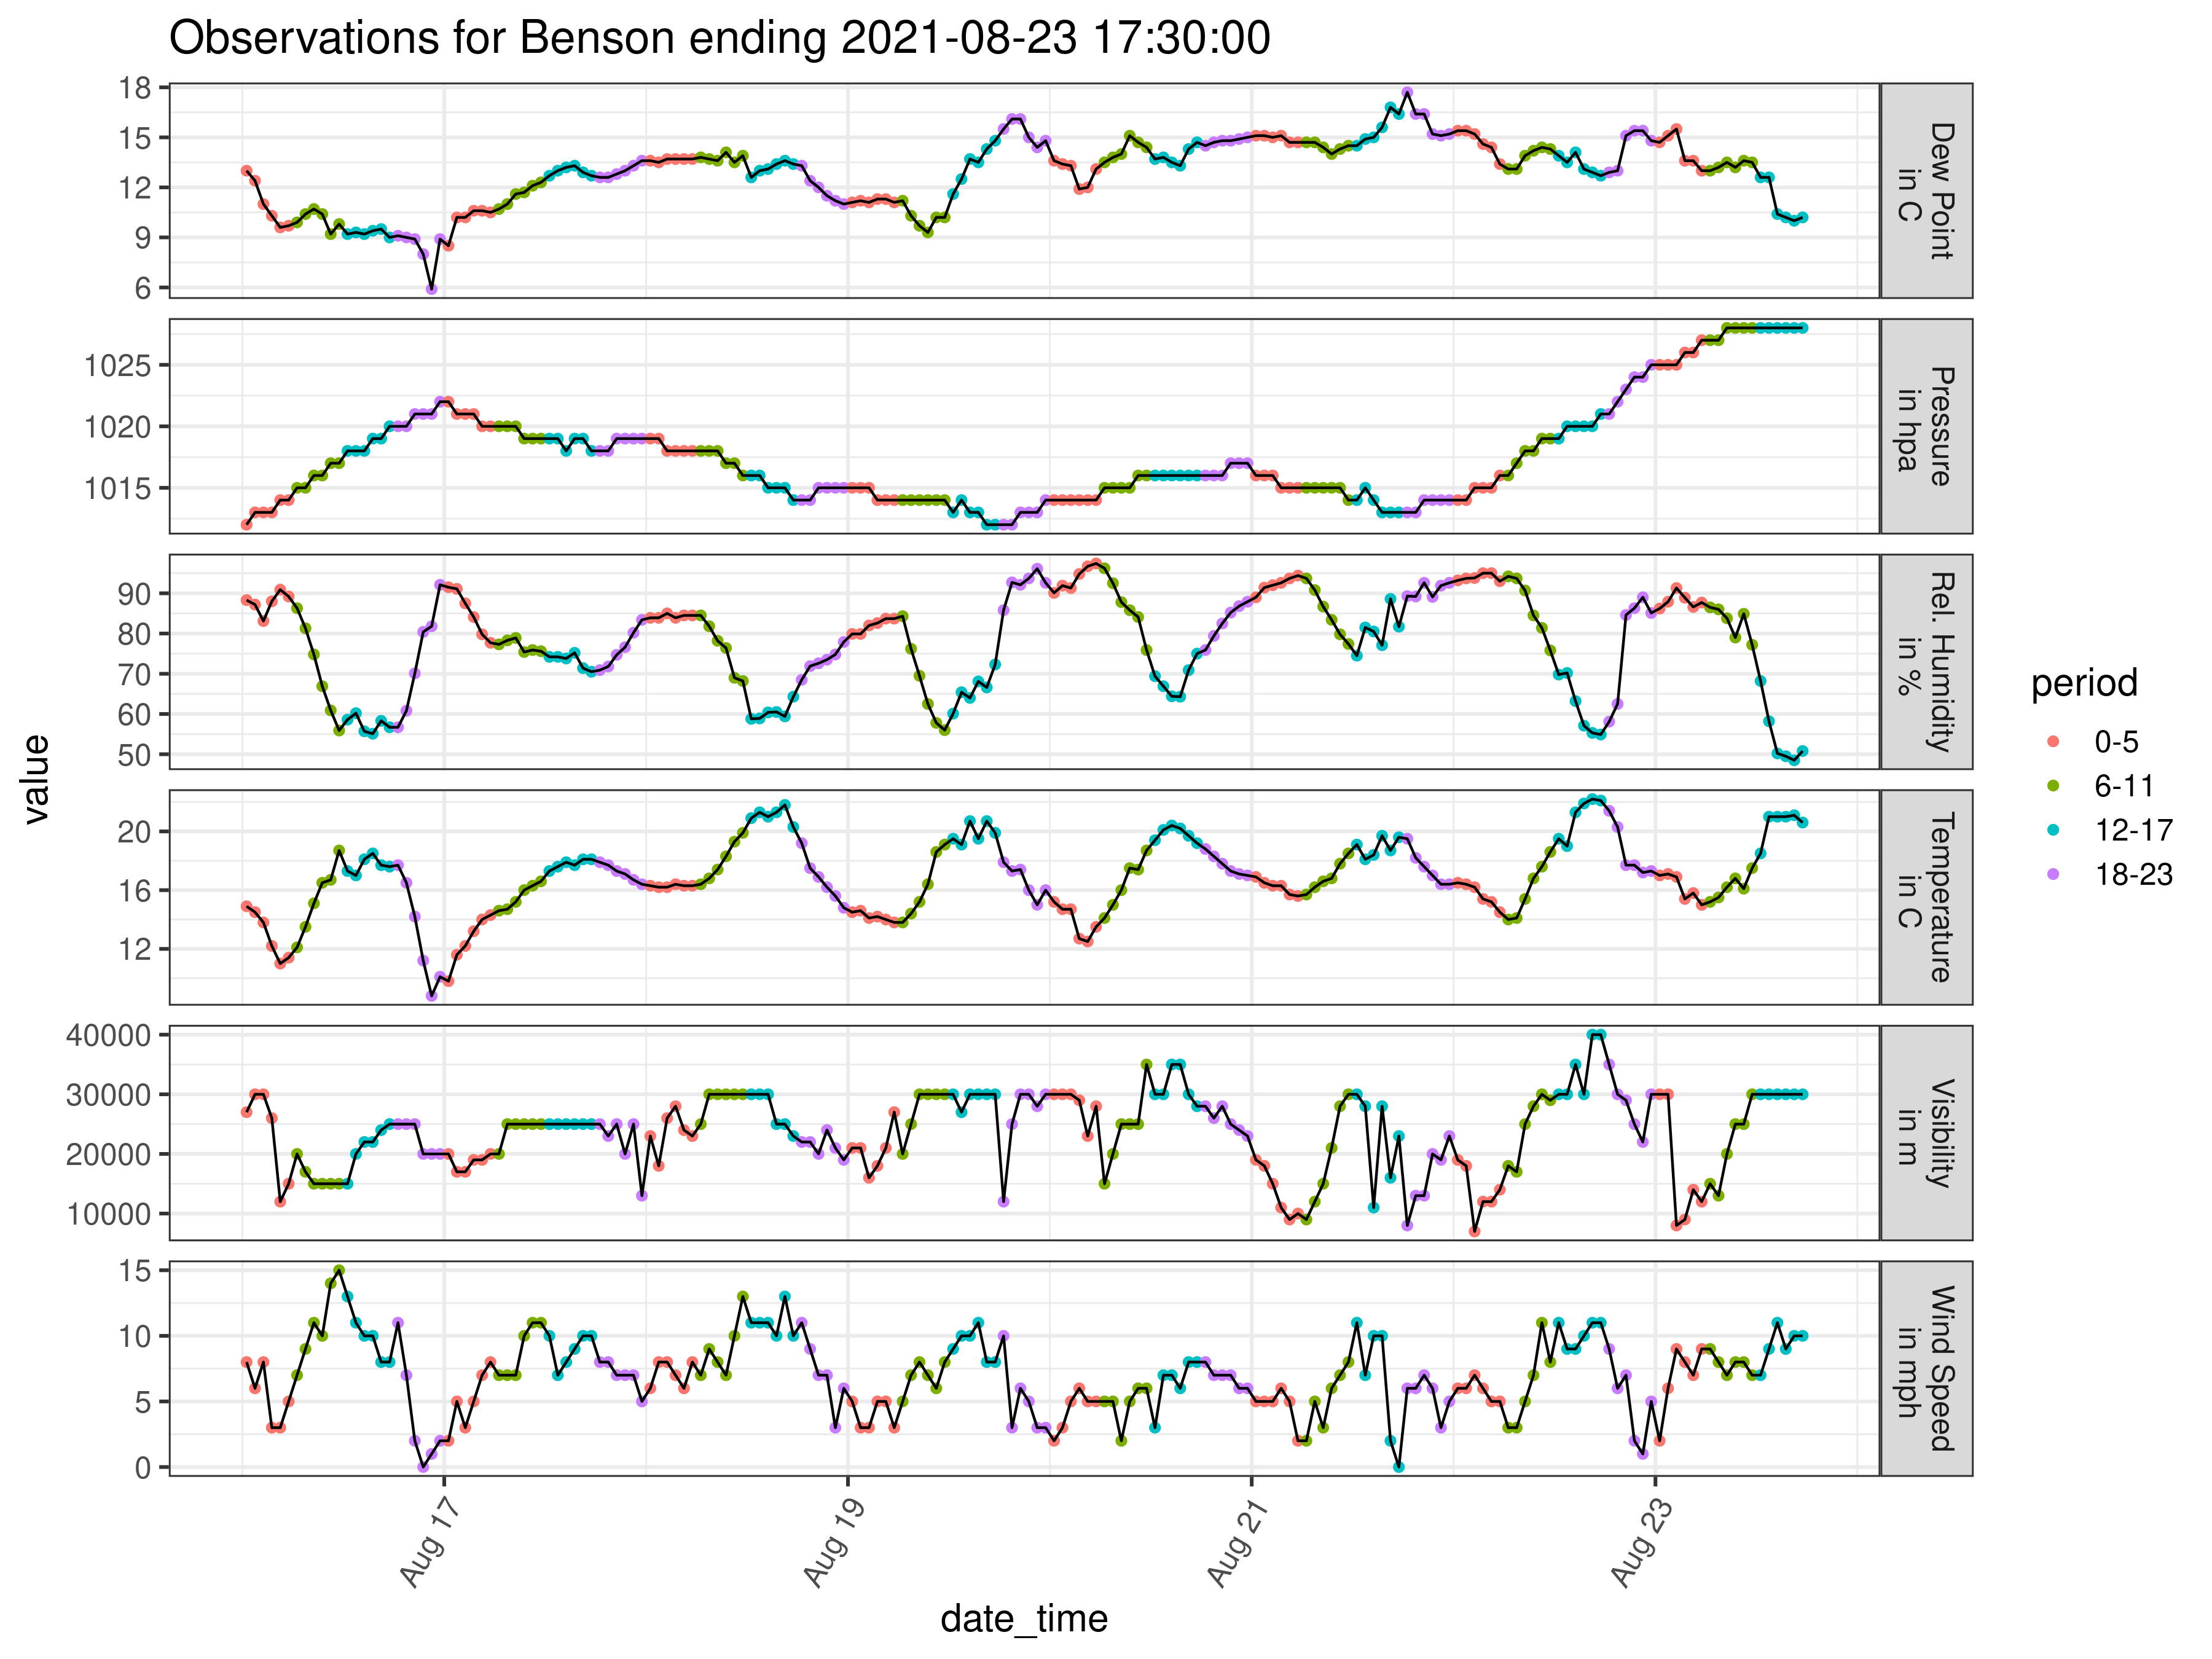 Observations for Benson ending 2021-08-23 17:30:00
value
18
15
12
9
6
Dew Point
in C
1025
1020
1015
Pressure
in hpa
90
80
70
60
50
Rel. Humidity
in %
20
16
12
Temperature
in C
40000
30000
20000
10000
Visibility
in m
15
10
5
0
Wind Speed
in mph
Aug 17
Aug 19
Aug 21
Aug 23
date_time
period
0-5
6-11
12-17
18-23